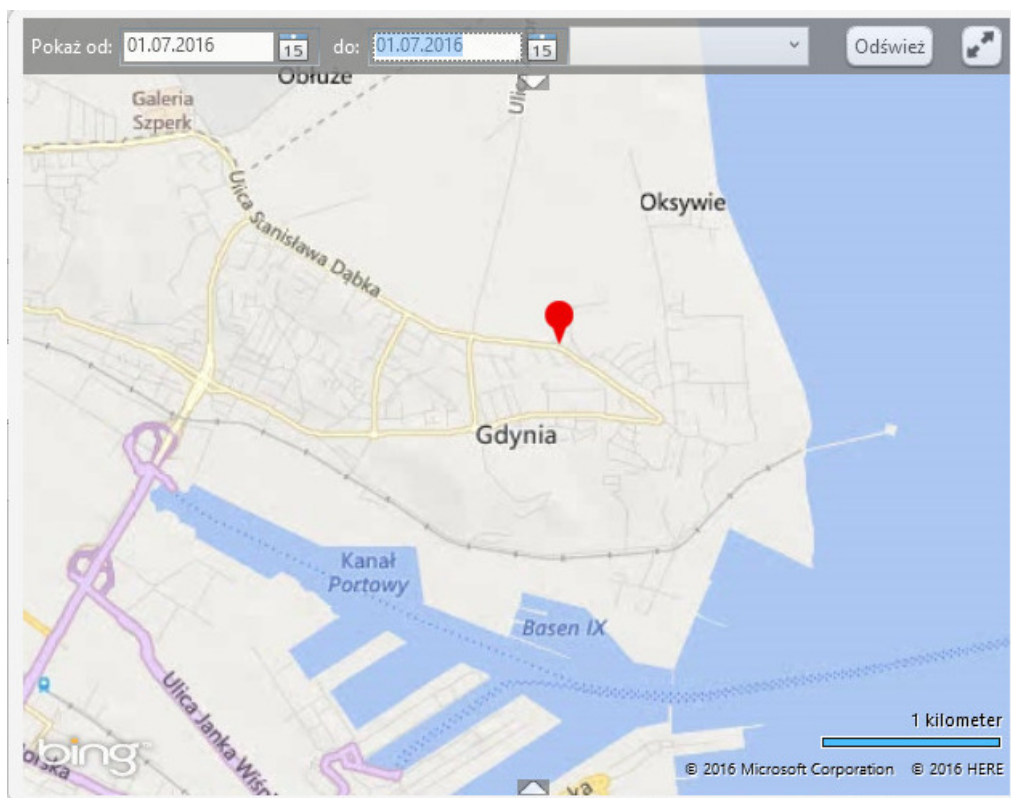 Pokaż od: 01.07.2016 15 do: 01.07.2016 15 Odśwież
Obłuże
Galeria
Szperk
Ulica Stanisława Dąbka
Oksywie
Gdynia
Kanał
Portowy
Basen IX
Ulica Janka
1 kilometer
bing
© 2016 Microsoft Corporation © 2016 HERE